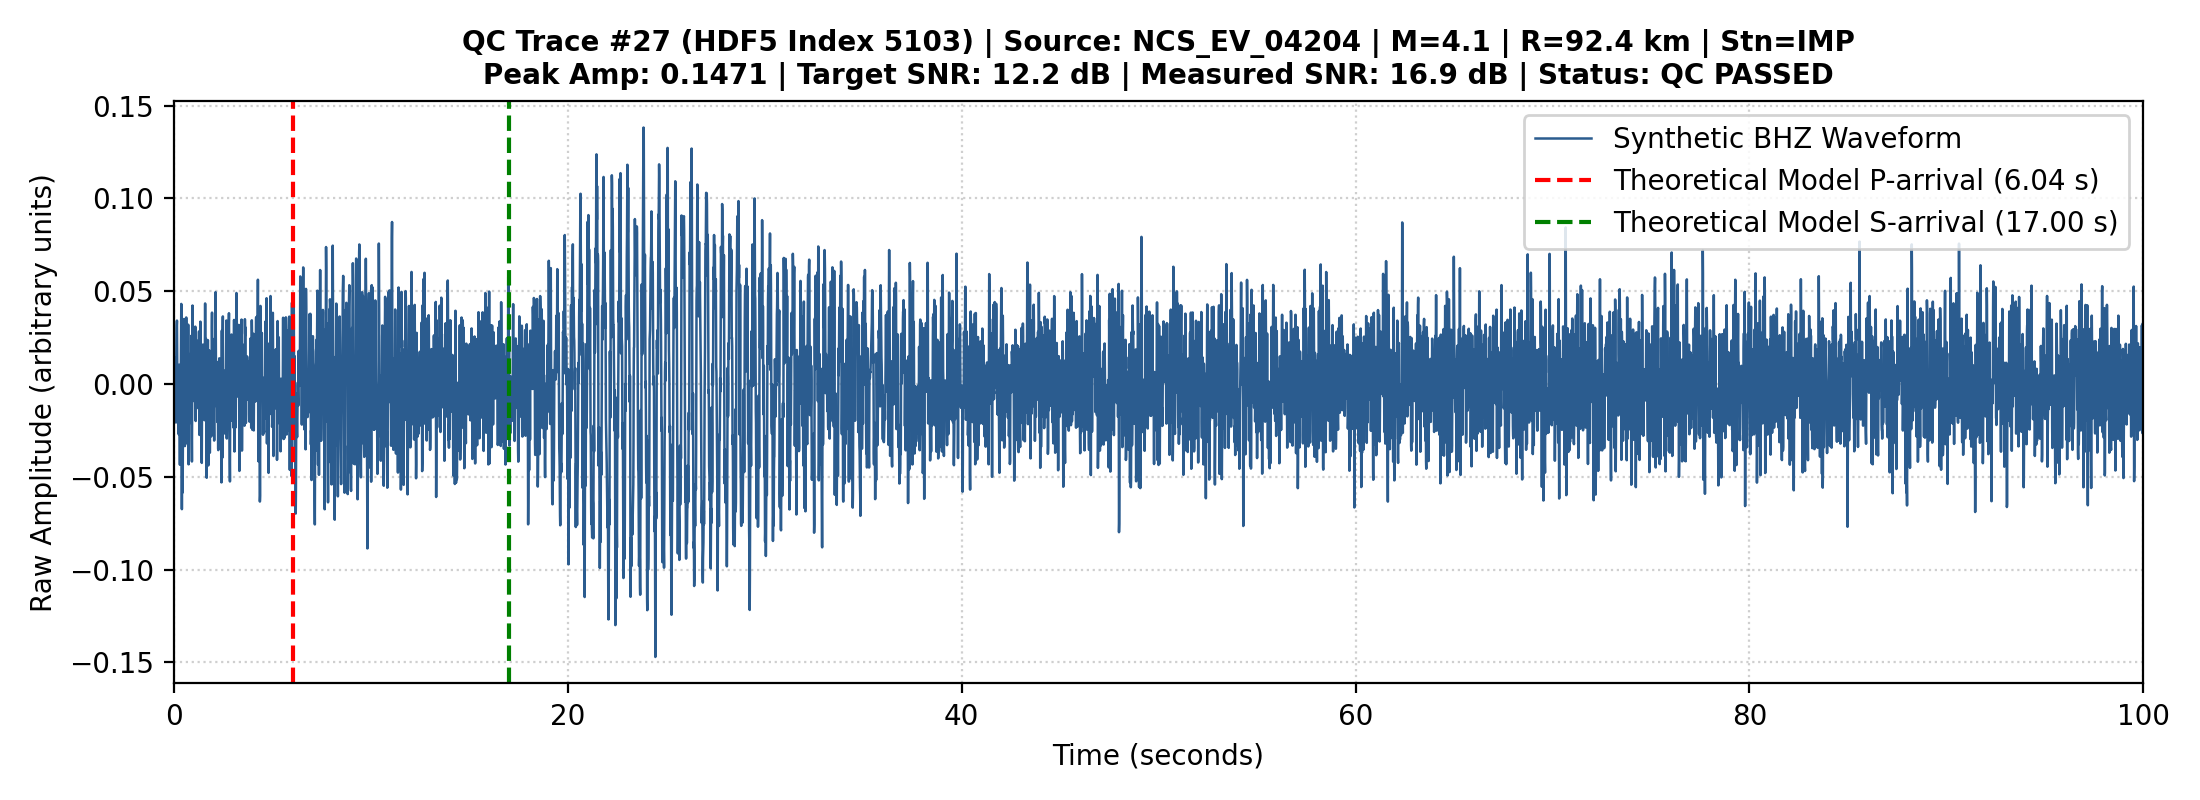 QC Trace #27 (HDF5 Index 5103) | Source: NCS_EV_04204 | M=4.1 | R=92.4 km | Stn=IMP
Peak Amp: 0.1471 | Target SNR: 12.2 dB | Measured SNR: 16.9 dB | Status: QC PASSED
Raw Amplitude (arbitrary units)
0.15
0.10
0.05
0.00
−0.05
−0.10
−0.15
Synthetic BHZ Waveform
Theoretical Model P-arrival (6.04 s)
Theoretical Model S-arrival (17.00 s)
0 20 40 60 80 100
Time (seconds)